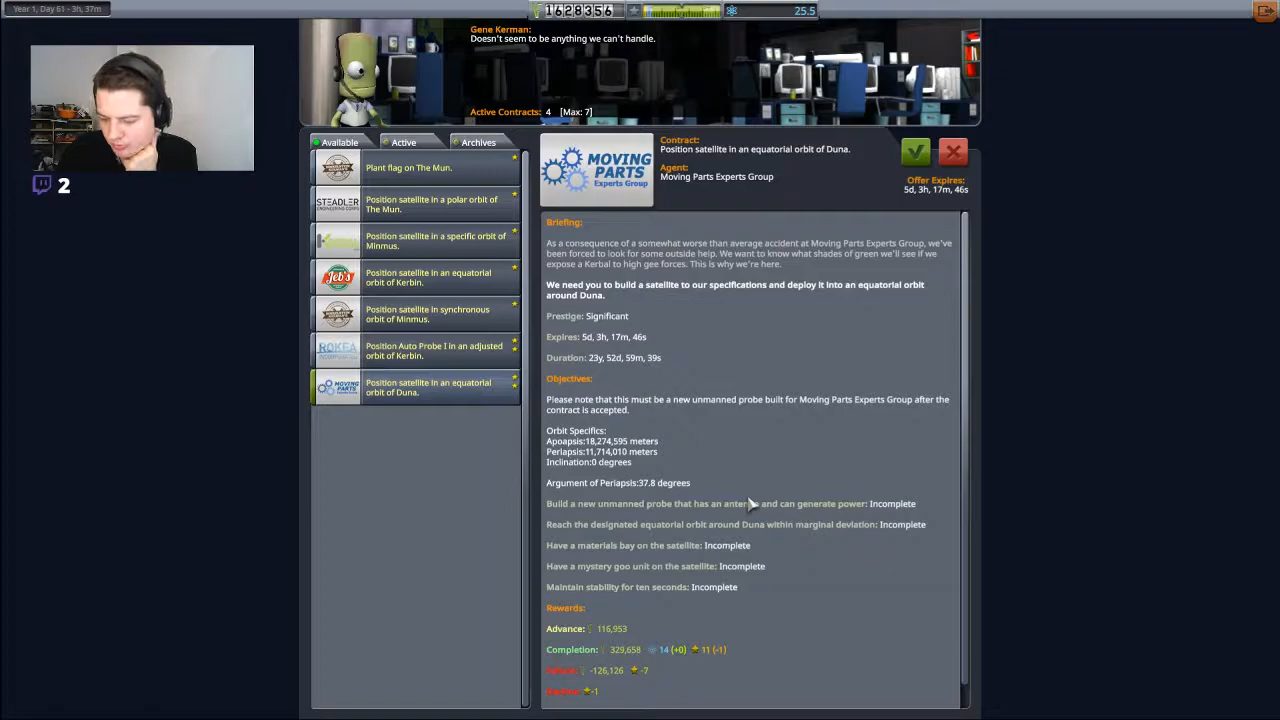 Year 1, Day 61 - 3h, 37m
1628356
25.5
Gene Kerman:
Doesn't seem to be anything we can't handle.
Active Contracts: 4 [Max: 7]
2
Available
Active
Archives
Plant flag on The Mun.
STEADLER
ENGINEERING CORPS
Position satellite in a polar orbit of
The Mun.
Position satellite in a specific orbit of
Minmus.
Jeb's
Position satellite in an equatorial
orbit of Kerbin.
Position satellite in synchronous
orbit of Minmus.
ROKEA
Position Auto Probe I in an adjusted
orbit of Kerbin.
MOVING
PARTS
Position satellite in an equatorial
orbit of Duna.
MOVING
PARTS
Experts Group
Contract:
Position satellite in an equatorial orbit of Duna.
Agent:
Moving Parts Experts Group
Offer Expires:
5d, 3h, 17m, 46s
Briefing:
As a consequence of a somewhat worse than average accident at Moving Parts Experts Group, we've
been forced to look for some outside help. We want to know what shades of green we'll see if we
expose a Kerbal to high gee forces. This is why we're here.
We need you to build a satellite to our specifications and deploy it into an equatorial orbit
around Duna.
Prestige: Significant
Expires: 5d, 3h, 17m, 46s
Duration: 23y, 52d, 59m, 39s
Objectives:
Please note that this must be a new unmanned probe built for Moving Parts Experts Group after the
contract is accepted.
Orbit Specifics:
Apoapsis:18,274,595 meters
Periapsis:11,714,010 meters
Inclination:0 degrees
Argument of Periapsis:37.8 degrees
Build a new unmanned probe that has an antenna and can generate power: Incomplete
Reach the designated equatorial orbit around Duna within marginal deviation: Incomplete
Have a materials bay on the satellite: Incomplete
Have a mystery goo unit on the satellite: Incomplete
Maintain stability for ten seconds: Incomplete
Rewards:
Advance: 116,953
Completion: 329,658 14 (+0) 11 (-1)
Failure: -126,126 -7
Decline: -1